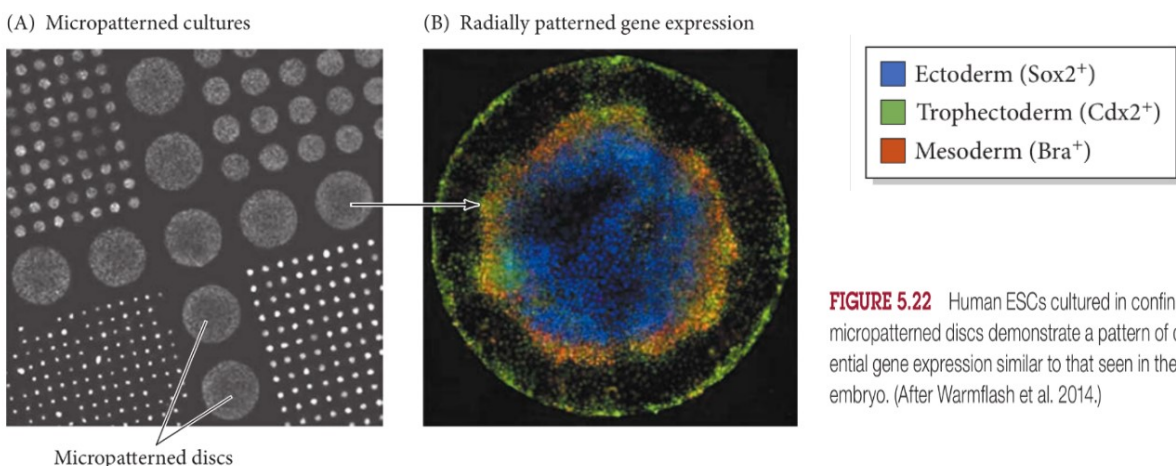 (A) Micropatterned cultures
(B) Radially patterned gene expression
Ectoderm (Sox2⁺)
Trophectoderm (Cdx2⁺)
Mesoderm (Bra⁺)
FIGURE 5.22 Human ESCs cultured in
micropatterned discs demonstrate a pattern of
gene expression similar to that seen in the
embryo. (After Warmflash et al. 2014.)
Micropatterned discs